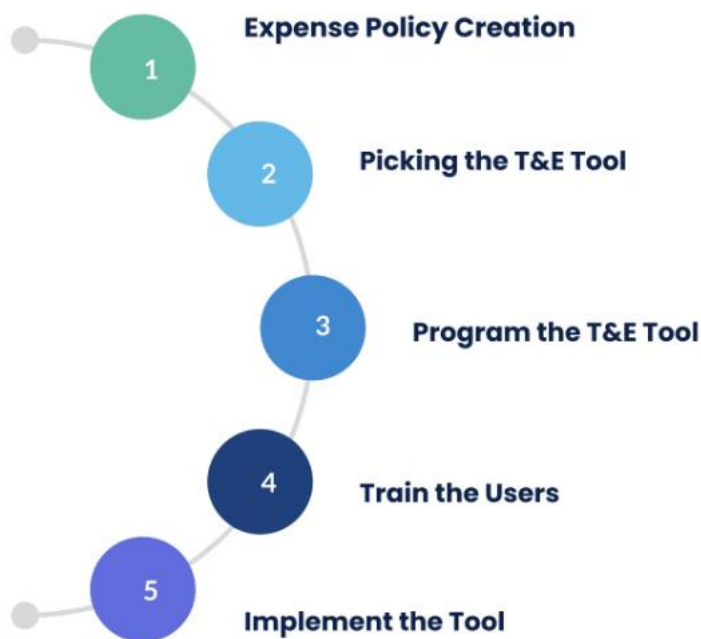 Expense Policy Creation
1
Picking the T&E Tool
2
Program the T&E Tool
3
Train the Users
4
5
Implement the Tool